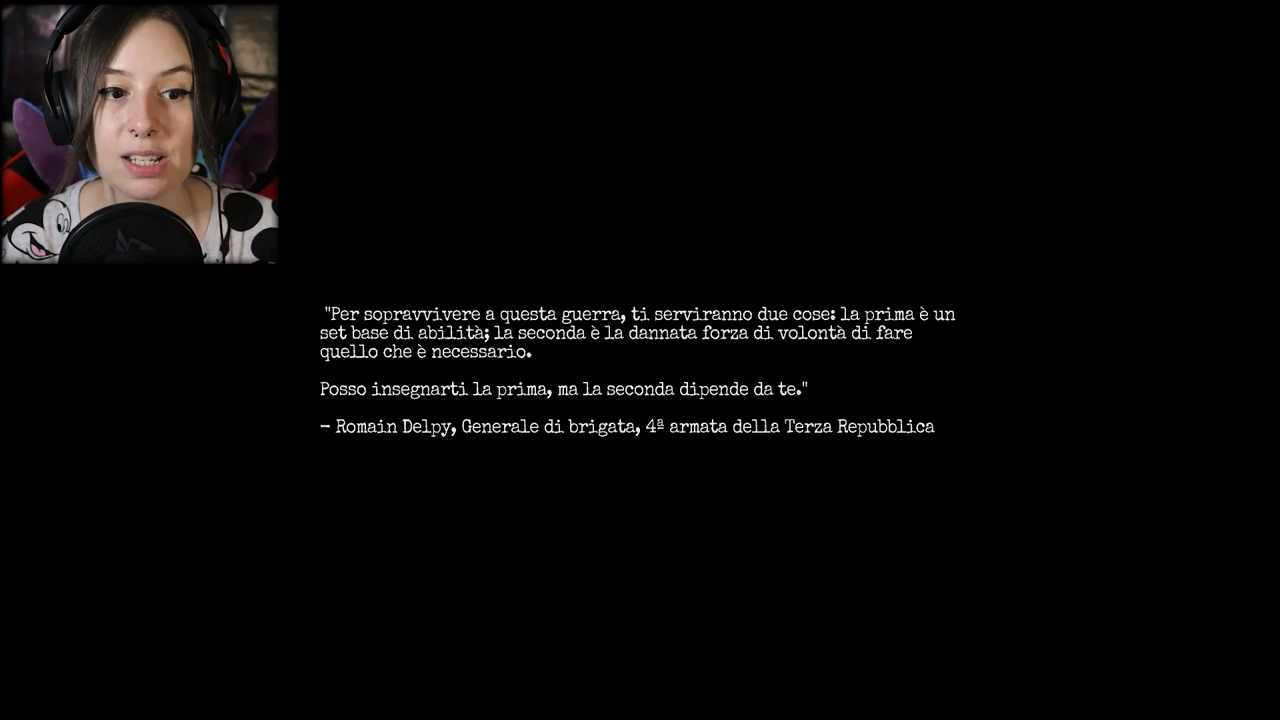 "Per sopravvivere a questa guerra, ti serviranno due cose: la prima è un
set base di abilità; la seconda è la dannata forza di volontà di fare
quello che è necessario.
Posso insegnarti la prima, ma la seconda dipende da te."
– Romain Delpy, Generale di brigata, 4ª armata della Terza Repubblica